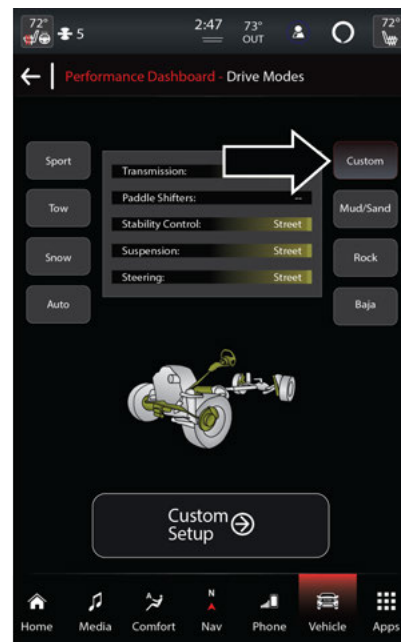 72°
5
2:47
73°
OUT
72°
Performance Dashboard - Drive Modes
Sport
Tow
Snow
Auto
Transmission:
Paddle Shifters: --
Stability Control: Street
Suspension: Street
Steering: Street
Custom
Mud/Sand
Rock
Baja
Custom
Setup
N
Home Media Comfort Nav Phone Vehicle Apps